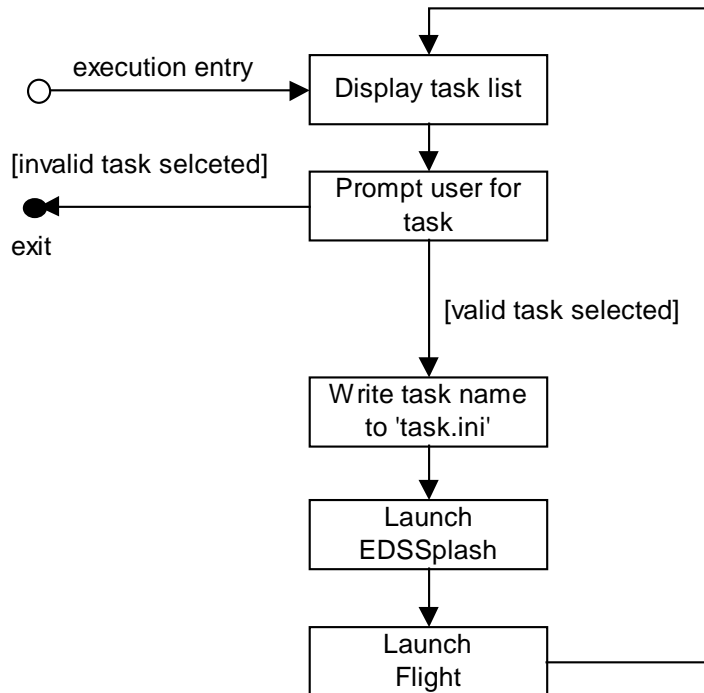 execution entry
Display task list
[invalid task selceted]
Prompt user for
task
exit
[valid task selected]
Write task name
to 'task.ini'
Launch
EDSSplash
Launch
Flight